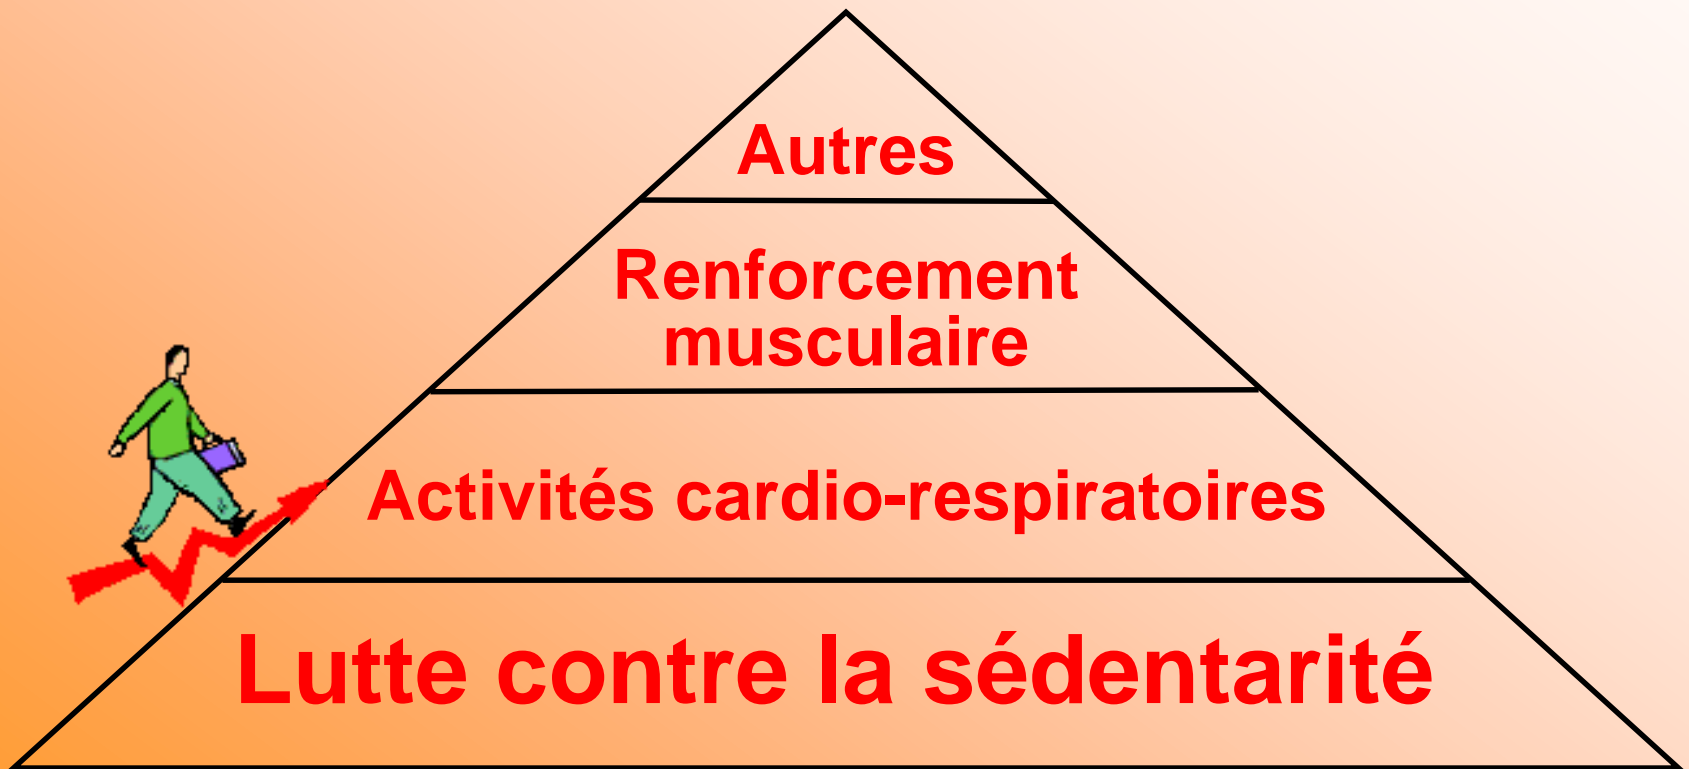 Autres
Renforcement
musculaire
Activités cardio-respiratoires
Lutte contre la sédentarité